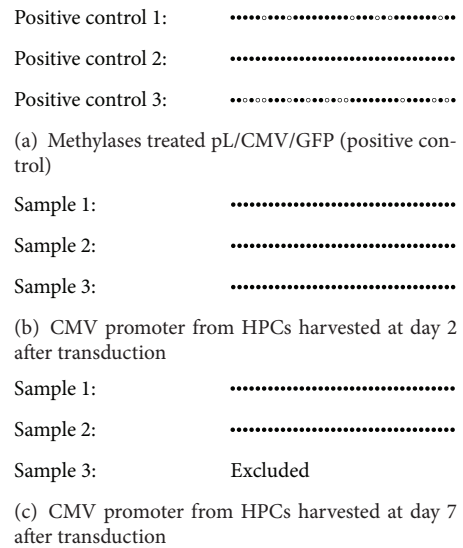 Positive control 1:
Positive control 2:
Positive control 3:
(a) Methylases treated pL/CMV/GFP (positive con-
trol)
Sample 1:
Sample 2:
Sample 3:
(b) CMV promoter from HPCs harvested at day 2
after transduction
Sample 1:
Sample 2:
Sample 3: Excluded
(c) CMV promoter from HPCs harvested at day 7
after transduction